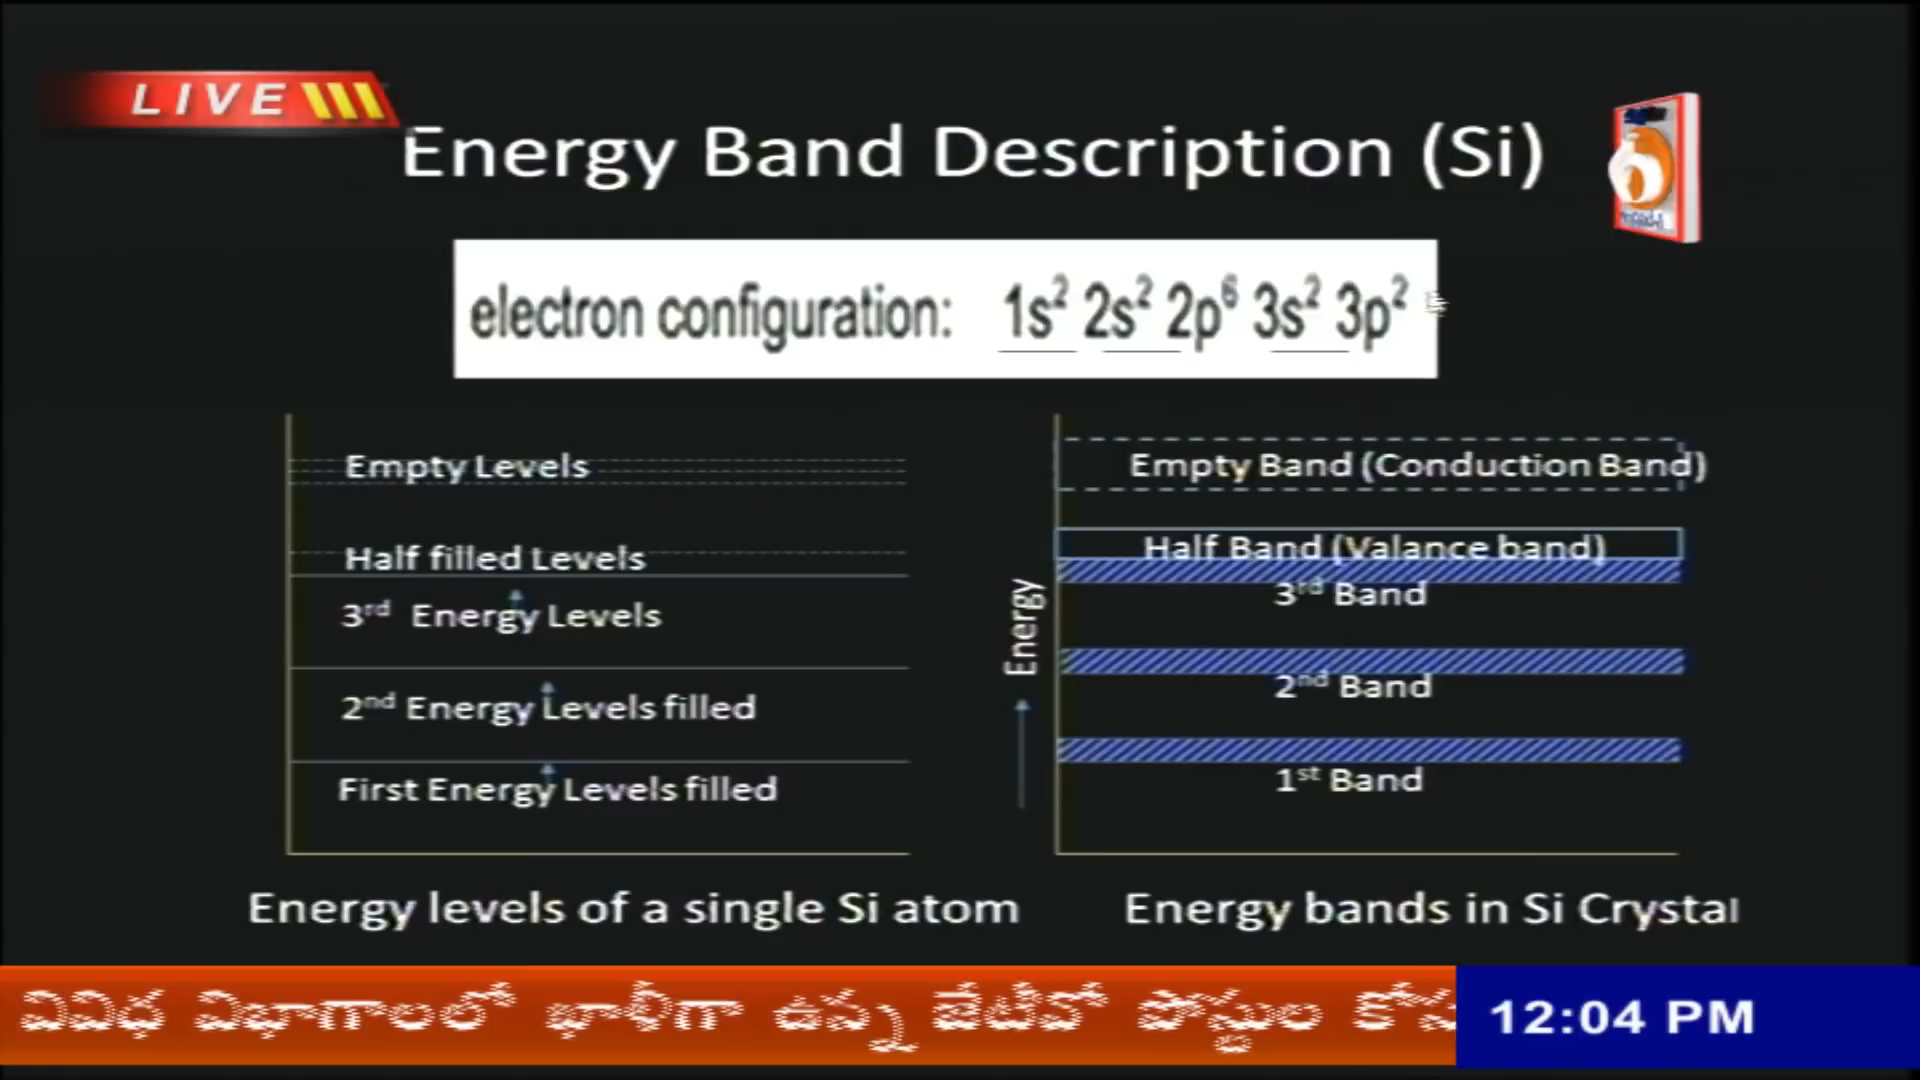 LIVE
Energy Band Description (Si)
electron configuration: 1s² 2s² 2p⁶ 3s² 3p²
Empty Levels
Half filled Levels
3rd Energy Levels
2nd Energy Levels filled
First Energy Levels filled
Energy levels of a single Si atom
Energy
Empty Band (Conduction Band)
Half Band (Valance band)
3rd Band
2nd Band
1st Band
Energy bands in Si Crystal
వివిధ విభాగాలలో ఖాళీగా ఉన్న జేటీవో పోస్టుల కోస
12:04 PM